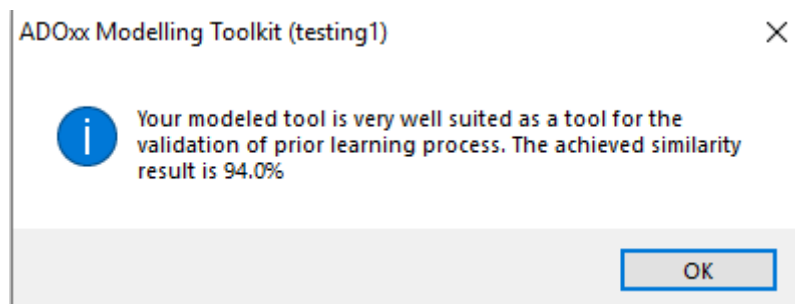 ADOxx Modelling Toolkit (testing1)
Your modeled tool is very well suited as a tool for the
validation of prior learning process. The achieved similarity
result is 94.0%
OK